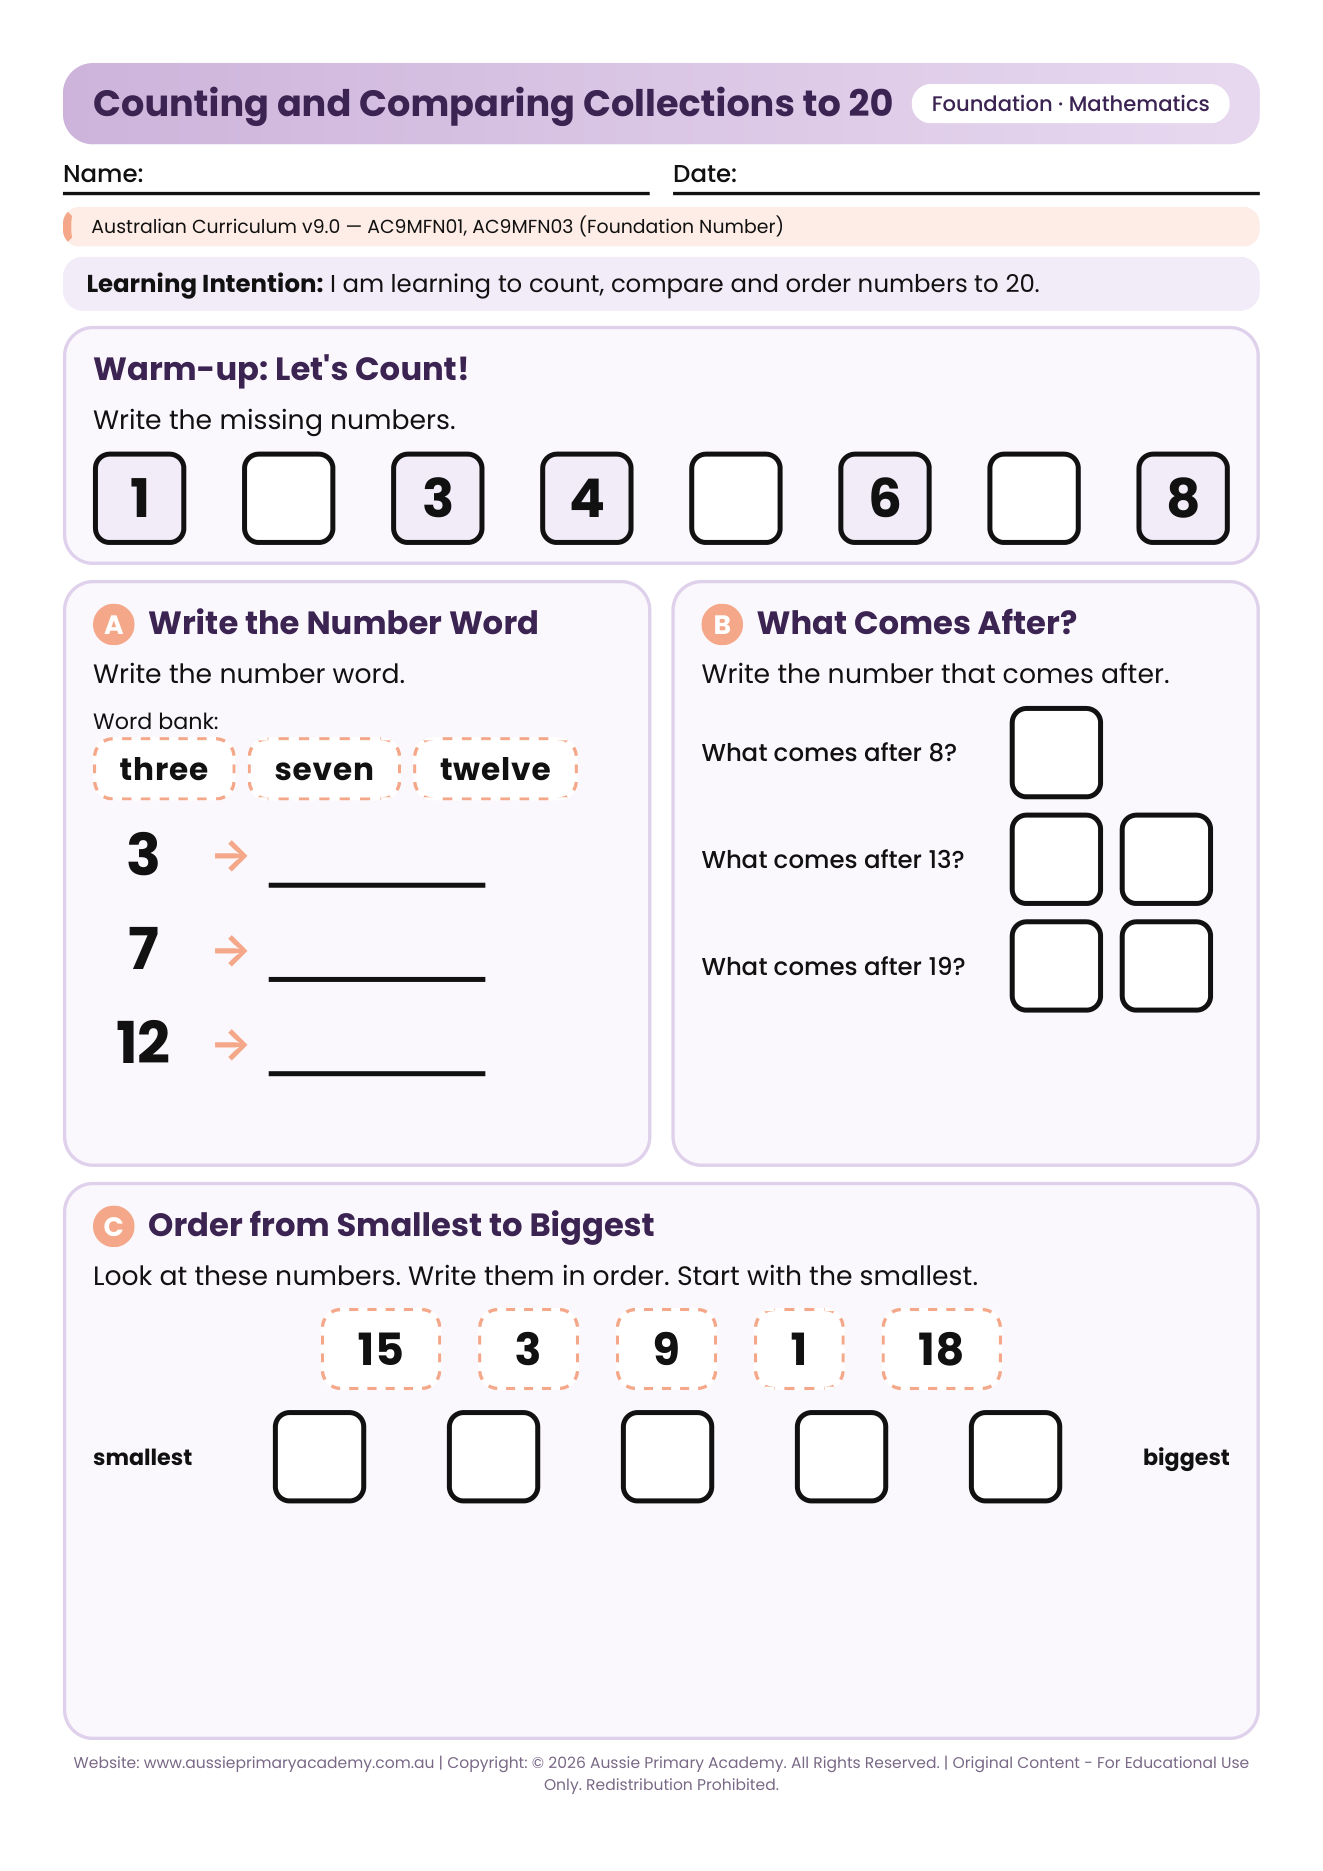 Counting and Comparing Collections to 20
Foundation · Mathematics
Name:
Date:
Australian Curriculum v9.0 — AC9MFN01, AC9MFN03 (Foundation Number)
Learning Intention: I am learning to count, compare and order numbers to 20.
Warm-up: Let's Count!
Write the missing numbers.
1 3 4 6 8
A Write the Number Word
Write the number word.
Word bank:
three seven twelve
3 →
7 →
12 →
B What Comes After?
Write the number that comes after.
What comes after 8?
What comes after 13?
What comes after 19?
C Order from Smallest to Biggest
Look at these numbers. Write them in order. Start with the smallest.
15 3 9 1 18
smallest biggest
Website: www.aussieprimaryacademy.com.au | Copyright: © 2026 Aussie Primary Academy. All Rights Reserved. | Original Content - For Educational Use
Only. Redistribution Prohibited.